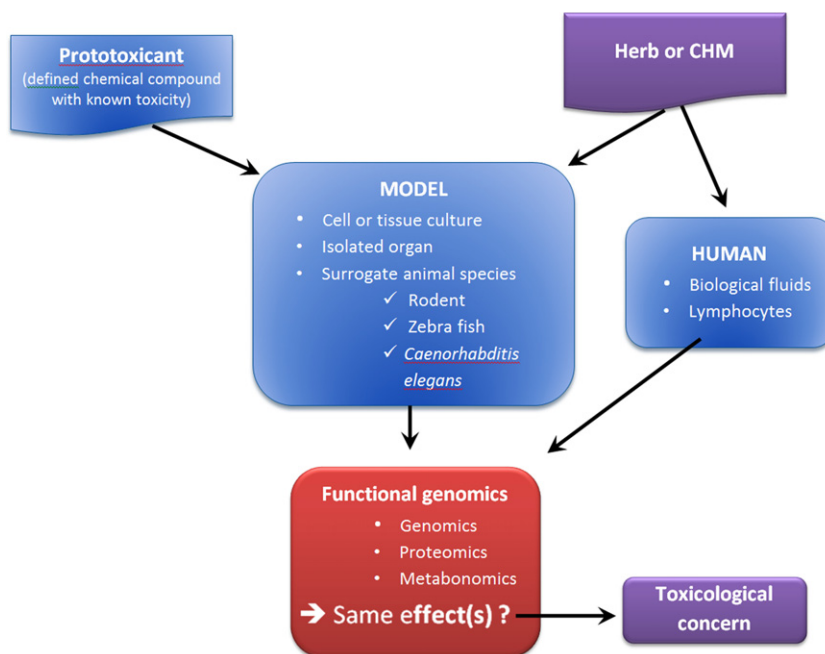 Prototoxicant
(defined chemical compound
with known toxicity)
Herb or CHM
MODEL
• Cell or tissue culture
• Isolated organ
• Surrogate animal species
✓ Rodent
✓ Zebra fish
✓ Caenorhabditis
elegans
HUMAN
• Biological fluids
• Lymphocytes
Functional genomics
• Genomics
• Proteomics
• Metabonomics
➔ Same effect(s) ?
Toxicological
concern